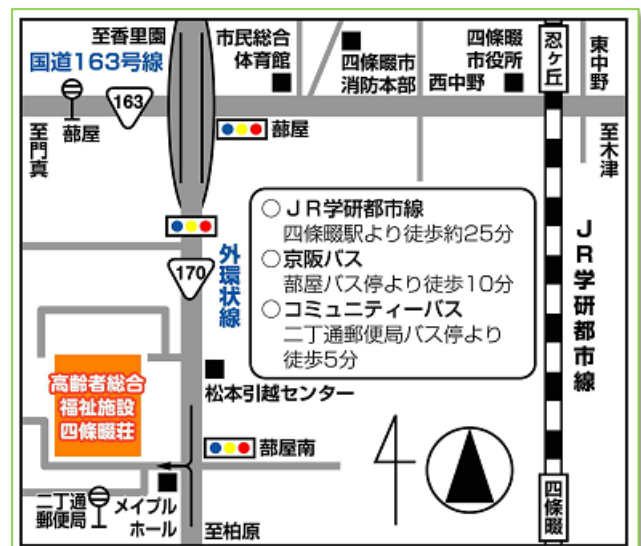 至香里園
国道163号線
市民総合
体育館
四條畷市
消防本部
四條畷
市役所
西中野
忍ヶ丘
東中野
163
蔀屋
至門真
蔀屋
至木津
○JR学研都市線
四條畷駅より徒歩約25分
○京阪バス
蔀屋バス停より徒歩10分
○コミュニティーバス
二丁通郵便局バス停より
徒歩5分
外環状線
170
JR学研都市線
高齢者総合
福祉施設
四條畷荘
松本引越センター
蔀屋南
二丁通
郵便局
メイプル
ホール
至柏原
四條畷